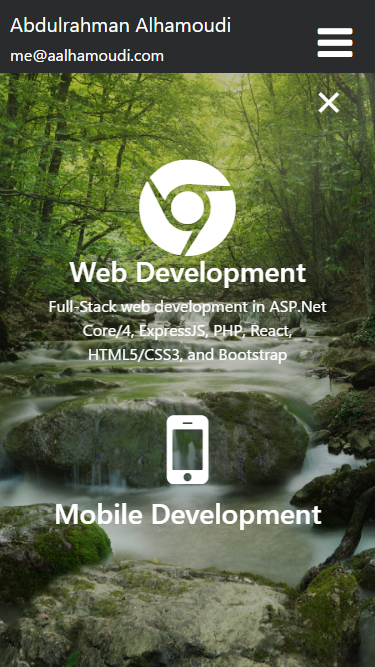 Abdulrahman Alhamoudi
me@aalhamoudi.com
Web Development
Full-Stack web development in ASP.Net
Core/4, ExpressJS, PHP, React,
HTML5/CSS3, and Bootstrap
Mobile Development